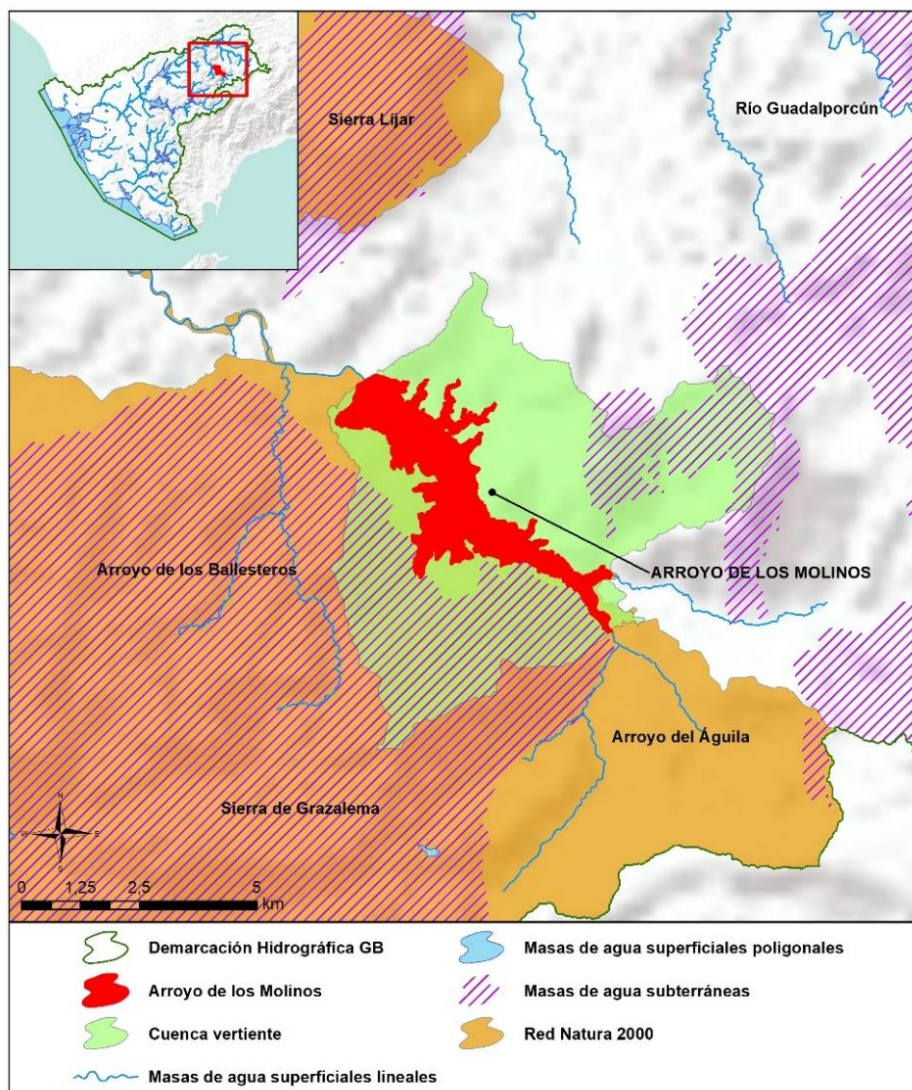 Sierra Líjar
Río Guadalporcún
Arroyo de los Ballesteros
ARROYO DE LOS MOLINOS
Arroyo del Águila
Sierra de Grazalema
N
W
E
S
0
1,25
2,5
5
km
Demarcación Hidrográfica GB
Masas de agua superficiales poligonales
Arroyo de los Molinos
Masas de agua subterráneas
Cuenca vertiente
Red Natura 2000
Masas de agua superficiales lineales